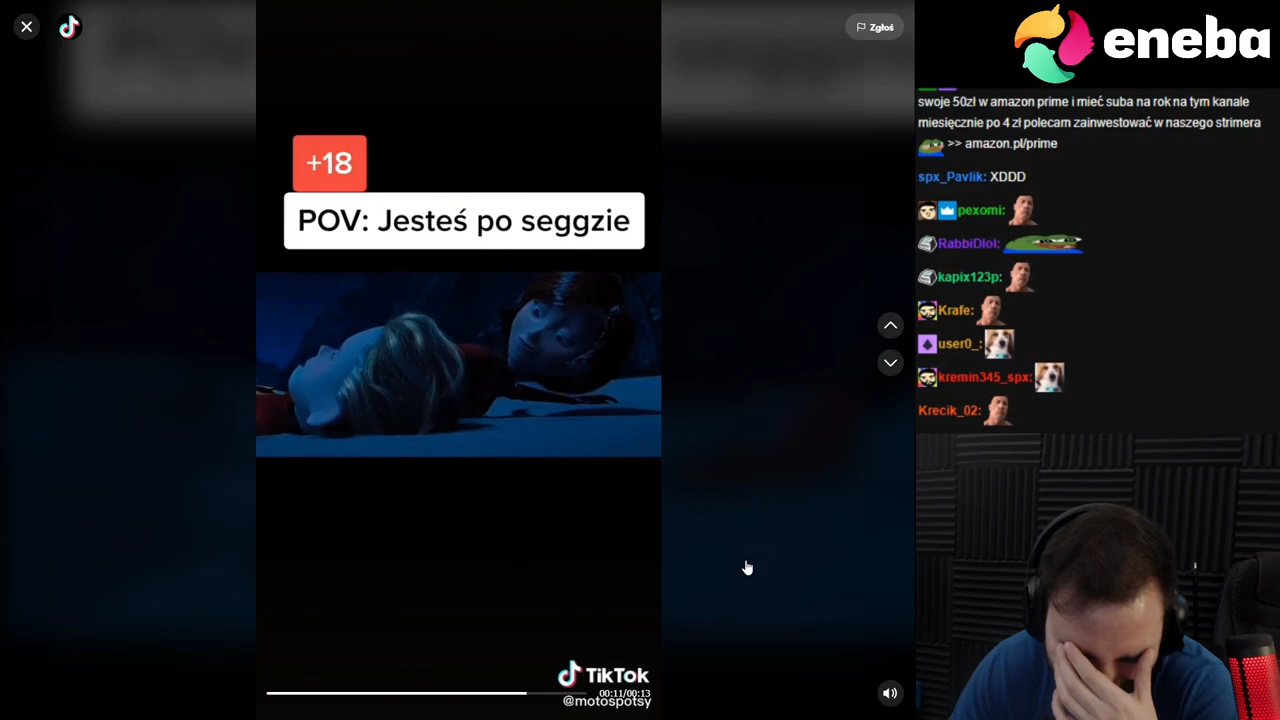 Zgłoś
+18
POV: Jesteś po seggzie
TikTok
00:11/00:13
@motospotsy
eneba
swoje 50zł w amazon prime i mieć suba na rok na tym kanale
miesięcznie po 4 zł polecam zainwestować w naszego strimera
>> amazon.pl/prime
spx_Pavlik: XDDD
pexomi:
RabbiDlol:
kapix123p:
Krafe:
user0_:
kremin345_spx:
Krecik_02: